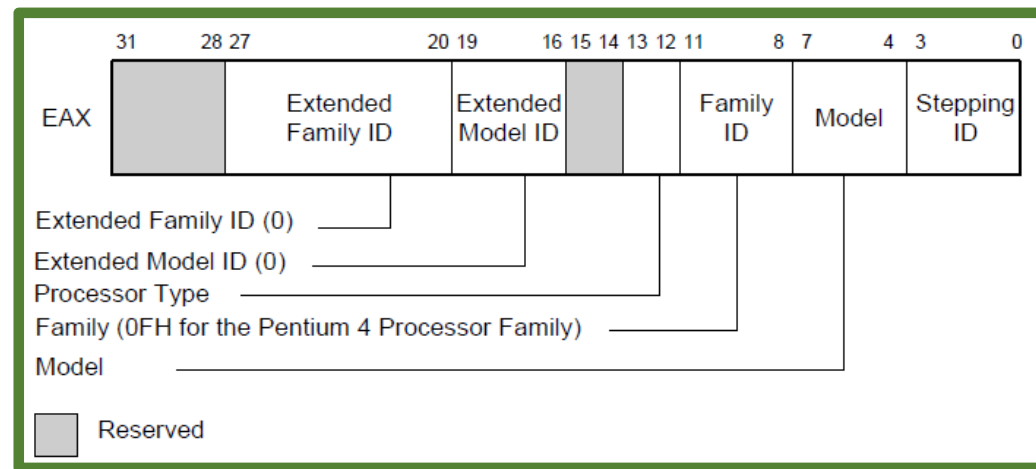 31 28 27 20 19 16 15 14 13 12 11 8 7 4 3 0
EAX
Extended Family ID
Extended Model ID
Family ID
Model
Stepping ID
Extended Family ID (0)
Extended Model ID (0)
Processor Type
Family (0FH for the Pentium 4 Processor Family)
Model
Reserved